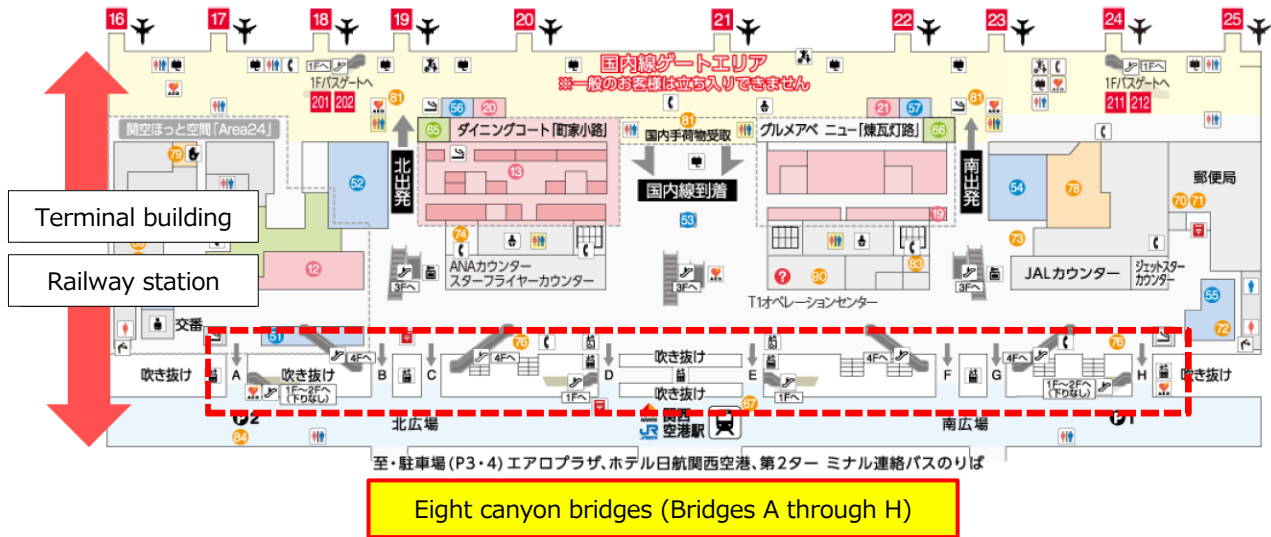 16 17 18 19 20 21 22 23 24 25
1Fへ
1Fへ
国内線ゲートエリア
※一般のお客様は立ち入りできません
1Fバスゲートへ
201 202
1Fバスゲートへ
211 212
AED
81
56
20
21
57
81
AED
関空ほっと空間「Area24」
65
ダイニングコート「町家小路」
81
国内手荷物受取
グルメアベニュー「煉瓦灯路」
66
79
52
北出発
13
国内線到着
南出発
54
78
郵便局
70 71
Terminal building
53
19
74
73
83
Railway station
12
ANAカウンター
スターフライヤーカウンター
3Fへ
3Fへ
AED
?
80
3Fへ
JALカウンター
ジェットスター
カウンター
T1オペレーションセンター
55
72
交番
51
76
76
4Fへ
4Fへ
4Fへ
4Fへ
吹き抜け
A
吹き抜け
B
C
D
吹き抜け
E
F
G
H
吹き抜け
AED
1F〜2Fへ
(下りなし)
1Fへ
吹き抜け
1Fへ
1F〜2Fへ
(下りなし)
AED
P2
84
北広場
NANKAI
JR
関西
空港駅
67
南広場
P1
至・駐車場(P3・4)エアロプラザ、ホテル日航関西空港、第2ターミナル連絡バスのりば
Eight canyon bridges (Bridges A through H)